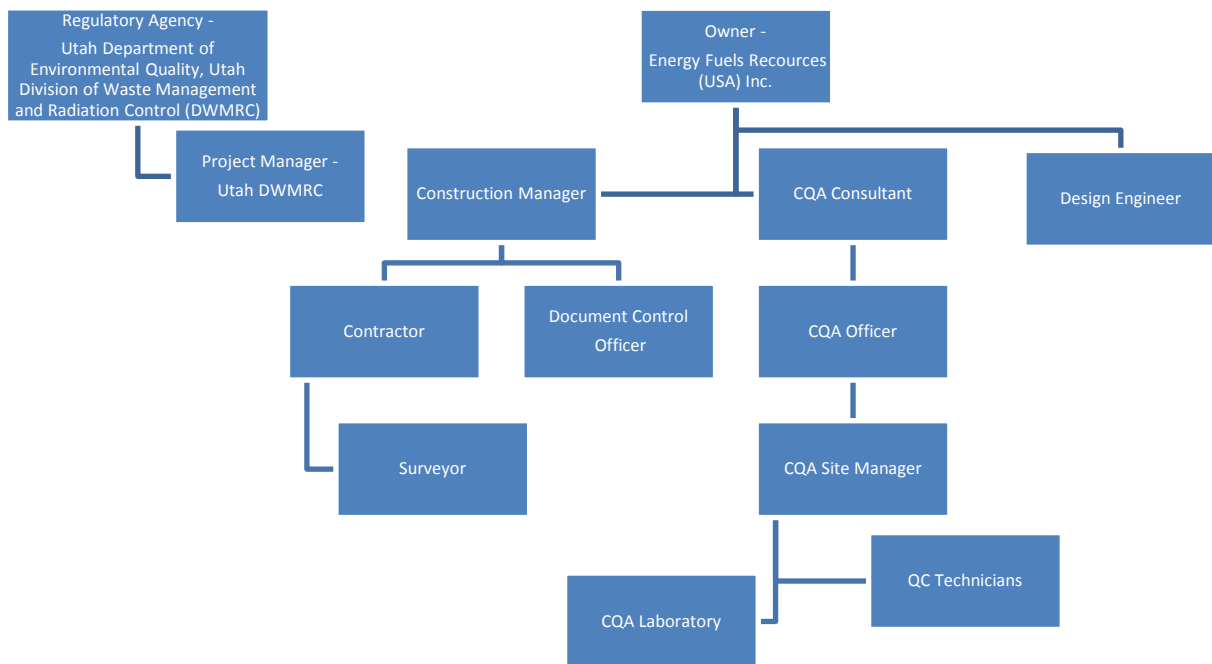 Regulatory Agency -
Utah Department of
Environmental Quality, Utah
Division of Waste Management
and Radiation Control (DWMRC)
Owner -
Energy Fuels Recources
(USA) Inc.
Project Manager -
Utah DWMRC
Construction Manager
CQA Consultant
Design Engineer
Contractor
Document Control
Officer
CQA Officer
Surveyor
CQA Site Manager
QC Technicians
CQA Laboratory